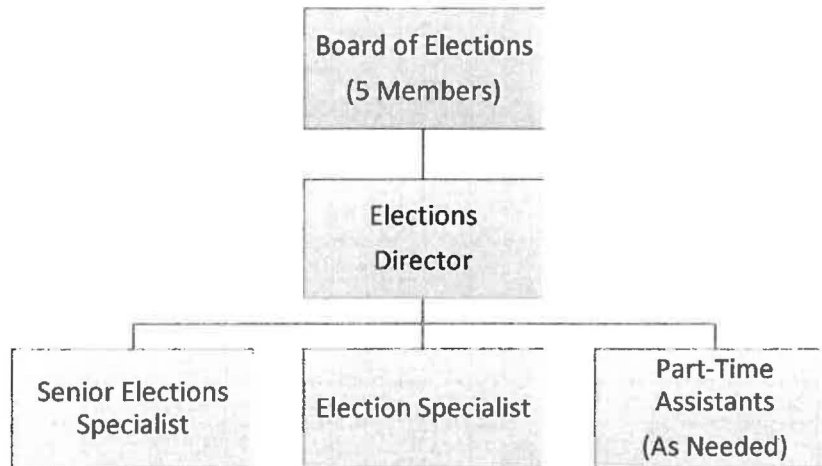 Board of Elections
(5 Members)
Elections
Director
Senior Elections
Specialist
Election Specialist
Part-Time
Assistants
(As Needed)